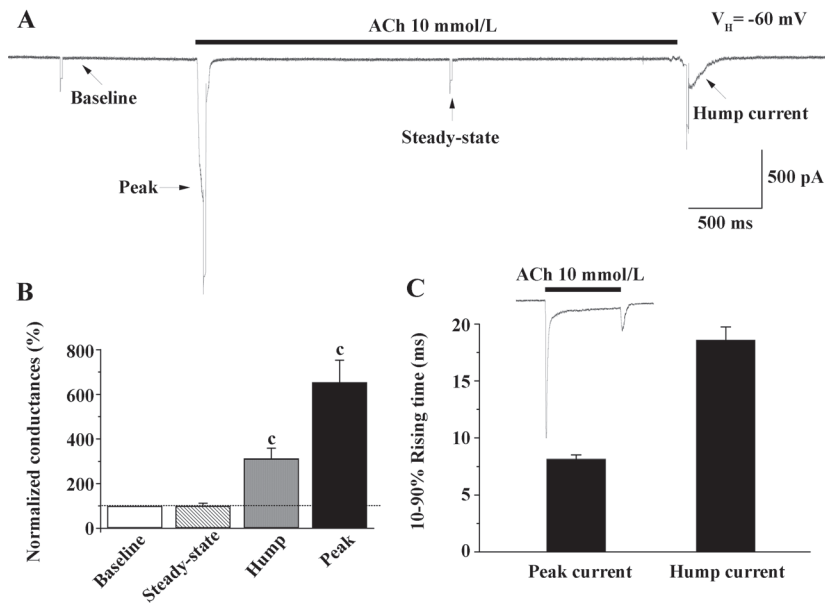 A
ACh 10 mmol/L
V_H= -60 mV
Baseline
Steady-state
Hump current
Peak
500 pA
500 ms
B
Normalized conductances (%)
800
600
400
200
0
c
c
Baseline
Steady-state
Hump
Peak
C
ACh 10 mmol/L
10-90% Rising time (ms)
20
15
10
5
0
Peak current
Hump current